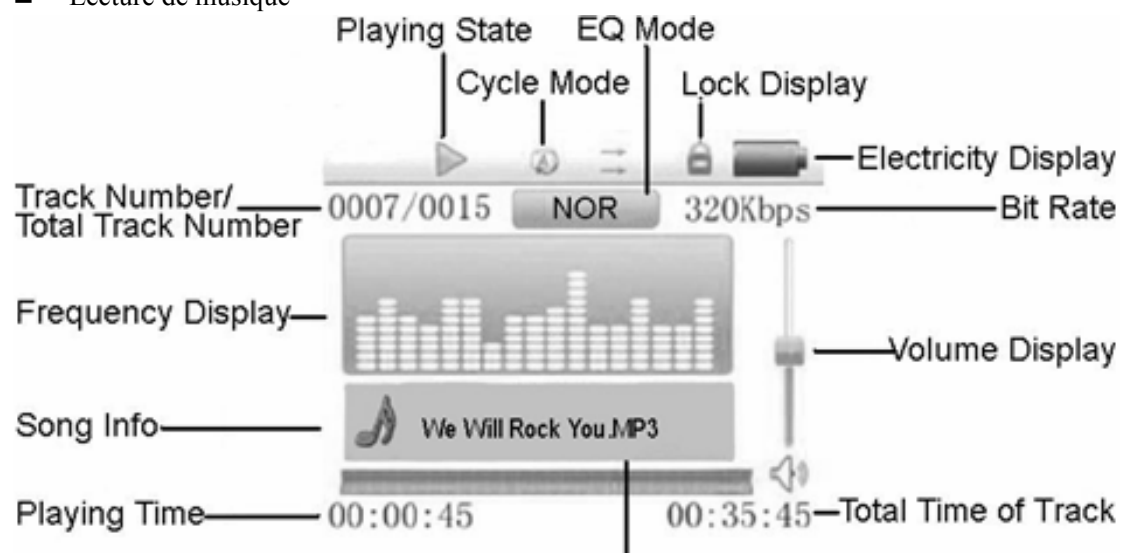 Lecture de musique
Playing State
EQ Mode
Cycle Mode
Lock Display
Electricity Display
Track Number/
Total Track Number
0007/0015
NOR
320Kbps
Bit Rate
Frequency Display
Volume Display
Song Info
We Will Rock You.MP3
Playing Time
00:00:45
00:35:45
Total Time of Track